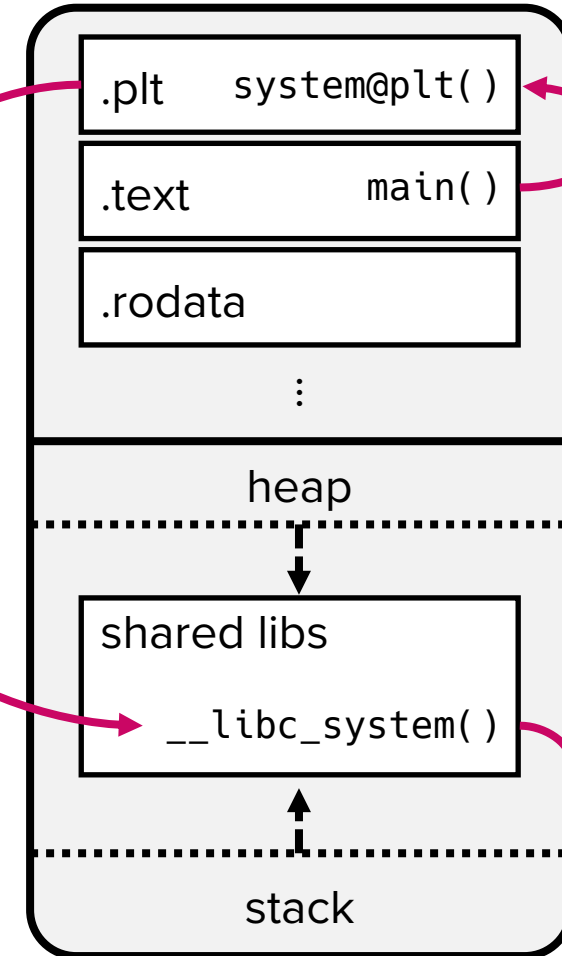 .plt system@plt()
.text main()
.rodata
⋮
heap
shared libs
__libc_system()
stack